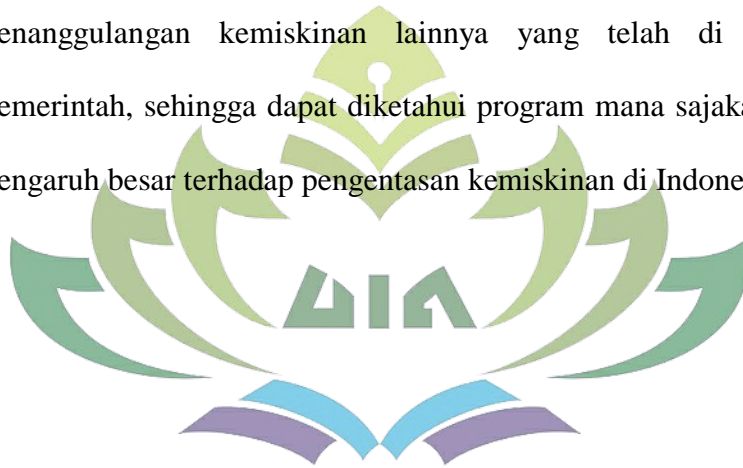 enanggulangan kemiskinan lainnya yang telah di
emerintah, sehingga dapat diketahui program mana sajaka
engaruh besar terhadap pengentasan kemiskinan di Indone
UIN